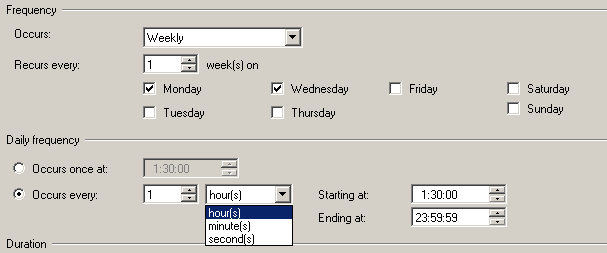 Frequency
Occurs: Weekly
Recurs every: 1 week(s) on
Monday Wednesday Friday Saturday
Tuesday Thursday Sunday
Daily frequency
Occurs once at: 1:30:00
Occurs every: 1 hour(s) Starting at: 1:30:00
hour(s)
minute(s) Ending at: 23:59:59
second(s)
Duration